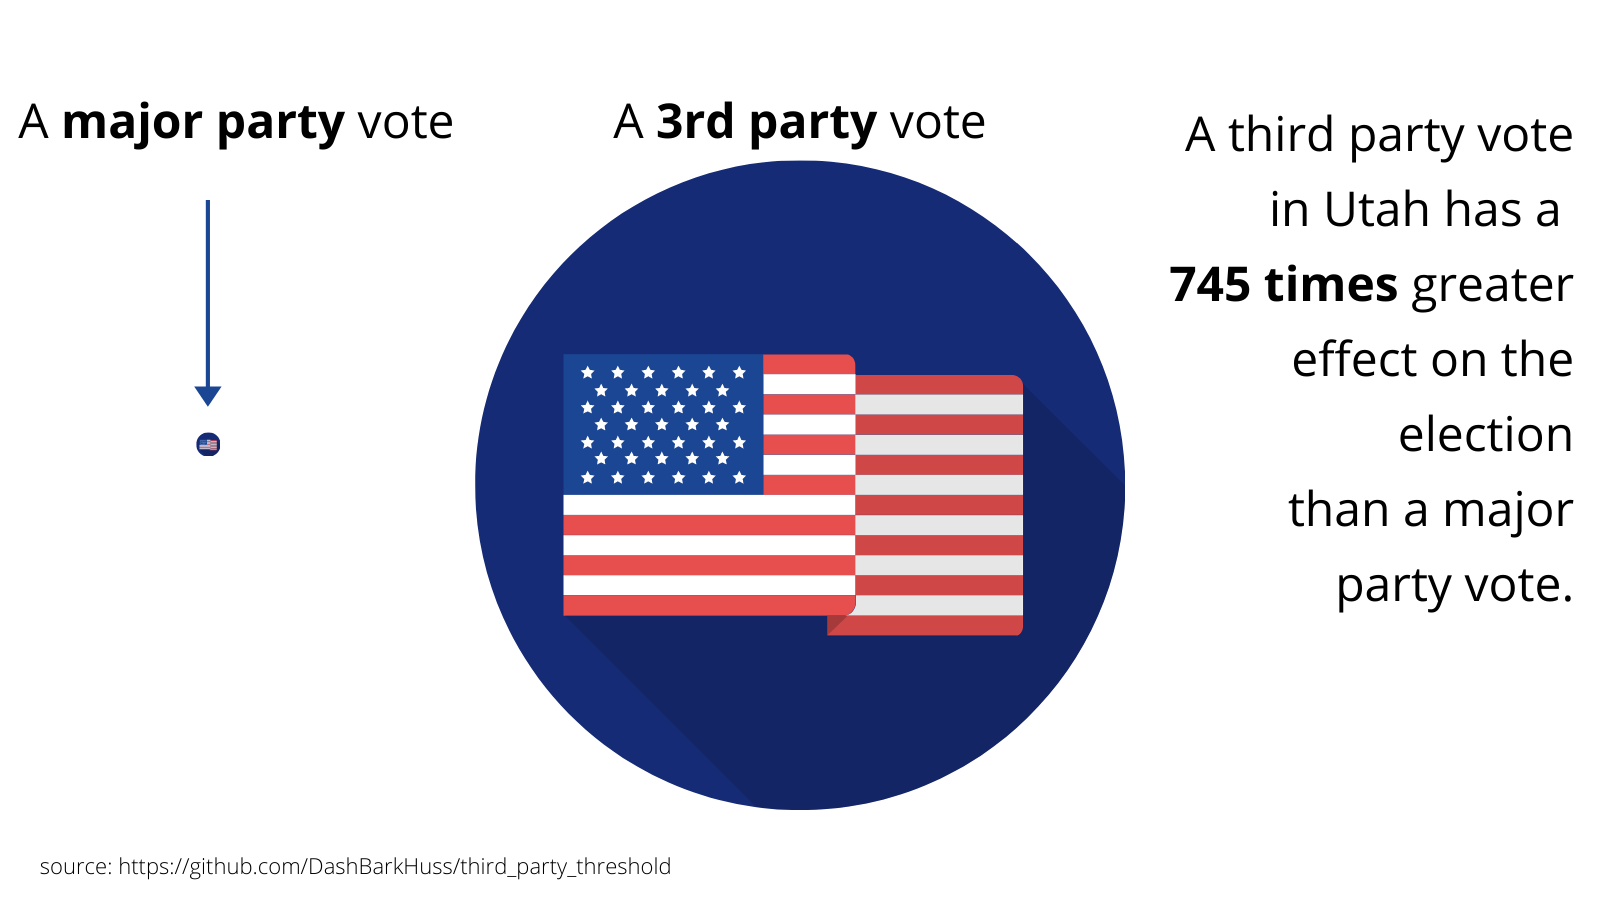 A major party vote
A 3rd party vote
A third party vote
in Utah has a
745 times greater
effect on the
election
than a major
party vote.
source: https://github.com/DashBarkHuss/third_party_threshold